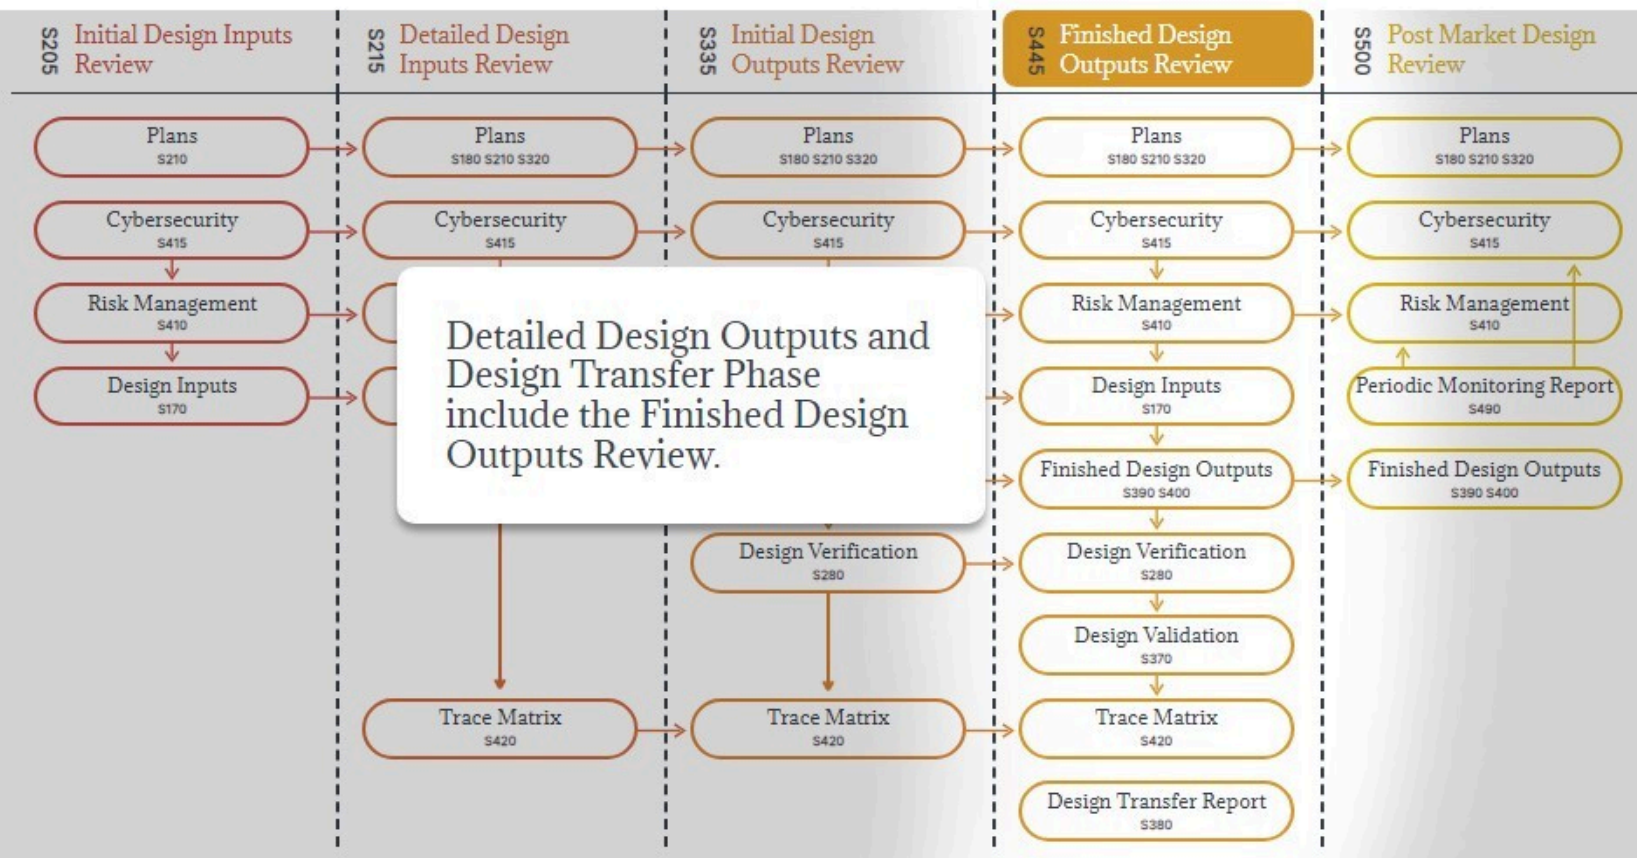 S205
Initial Design Inputs
Review
S215
Detailed Design
Inputs Review
S335
Initial Design
Outputs Review
S445
Finished Design
Outputs Review
S500
Post Market Design
Review
Plans
S210
Plans
S180 S210 S320
Plans
S180 S210 S320
Plans
S180 S210 S320
Plans
S180 S210 S320
Cybersecurity
S415
Cybersecurity
S415
Cybersecurity
S415
Cybersecurity
S415
Cybersecurity
S415
Risk Management
S410
Risk Management
S410
Risk Management
S410
Detailed Design Outputs and
Design Transfer Phase
include the Finished Design
Outputs Review.
Design Inputs
S170
Design Inputs
S170
Periodic Monitoring Report
S490
Finished Design Outputs
S390 S400
Finished Design Outputs
S390 S400
Design Verification
S280
Design Verification
S280
Design Validation
S370
Trace Matrix
S420
Trace Matrix
S420
Trace Matrix
S420
Design Transfer Report
S380